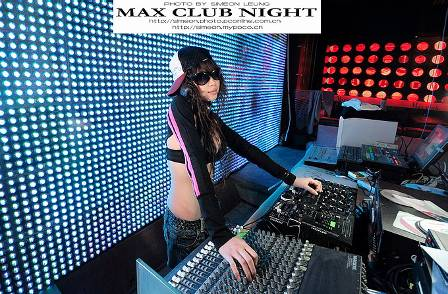 PHOTO BY SIMEON LEUNG
MAX CLUB NIGHT
http://simeon.photo.pconline.com.cn
http://simeon.mypoco.cn